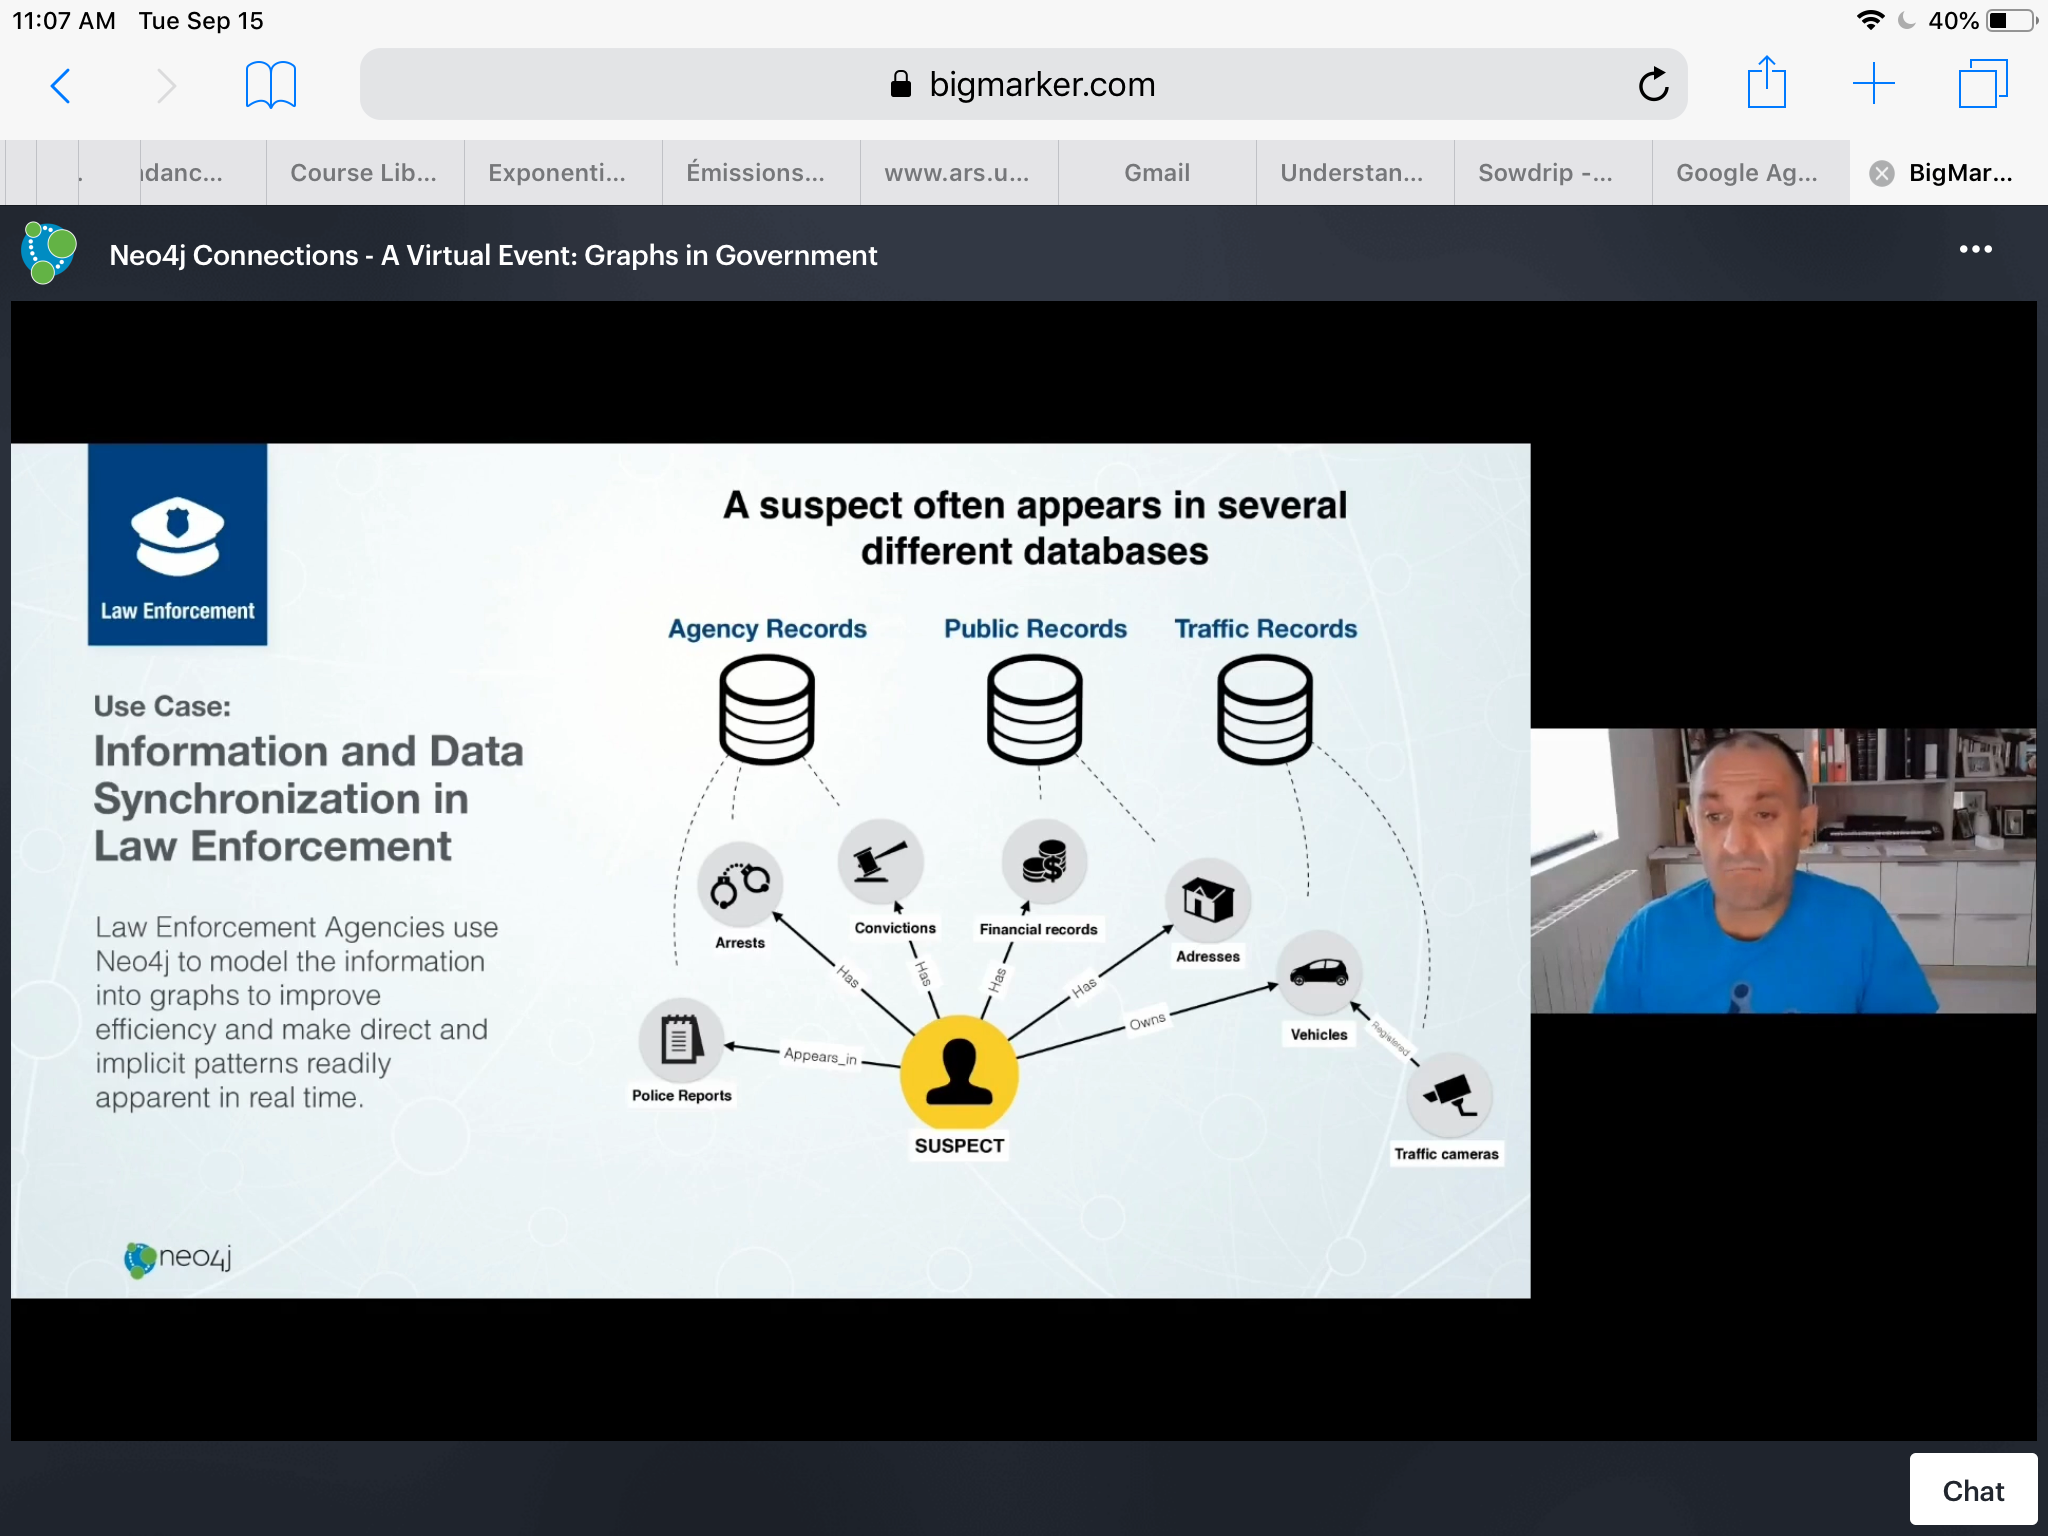 11:07 AM Tue Sep 15
40%
bigmarker.com
. ıdanc... Course Lib... Exponenti... Émissions... www.ars.u... Gmail Understan... Sowdrip -... Google Ag... BigMar...
Neo4j Connections - A Virtual Event: Graphs in Government
Law Enforcement
Use Case:
Information and Data
Synchronization in
Law Enforcement
Law Enforcement Agencies use
Neo4j to model the information
into graphs to improve
efficiency and make direct and
implicit patterns readily
apparent in real time.
neo4j
A suspect often appears in several
different databases
Agency Records Public Records Traffic Records
Arrests
Convictions
Financial records
Adresses
Has
Has
Has
Has
Owns
Vehicles
Registered
Appears_in
Police Reports
SUSPECT
Traffic cameras
Chat